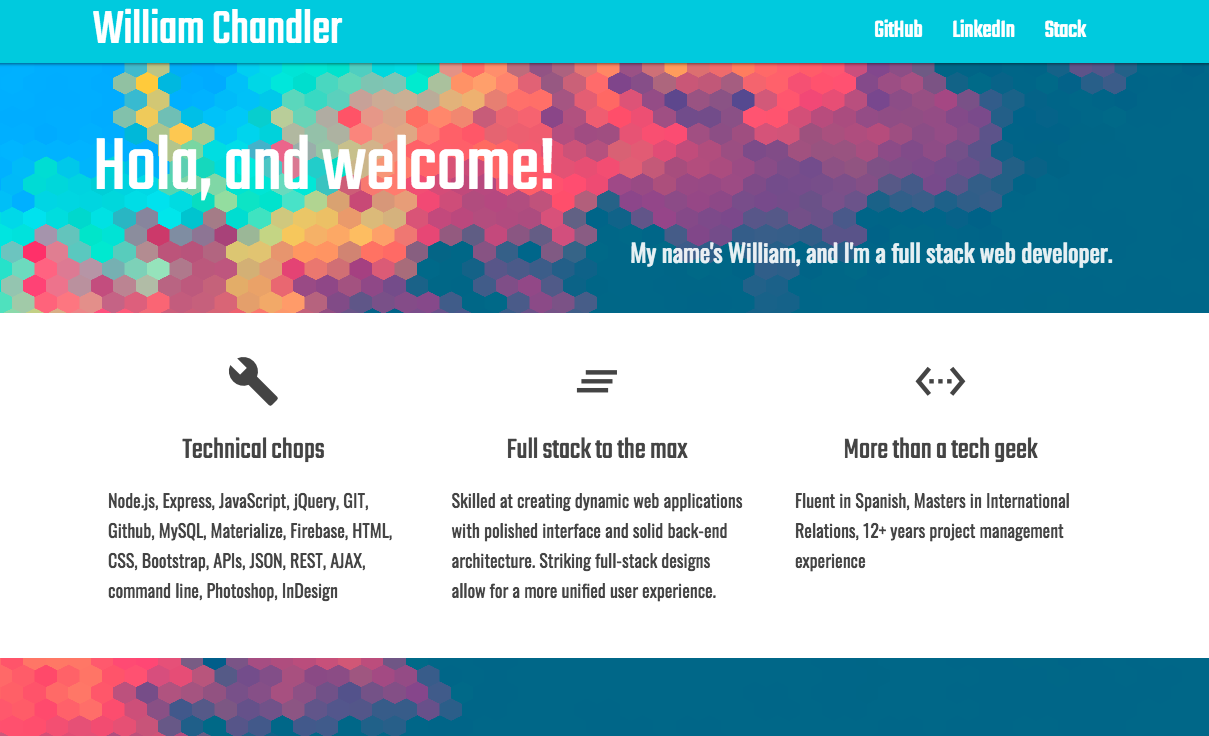 William Chandler
GitHub LinkedIn Stack
Hola, and welcome!
My name's William, and I'm a full stack web developer.
Technical chops
Node.js, Express, JavaScript, jQuery, GIT,
Github, MySQL, Materialize, Firebase, HTML,
CSS, Bootstrap, APIs, JSON, REST, AJAX,
command line, Photoshop, InDesign
Full stack to the max
Skilled at creating dynamic web applications
with polished interface and solid back-end
architecture. Striking full-stack designs
allow for a more unified user experience.
More than a tech geek
Fluent in Spanish, Masters in International
Relations, 12+ years project management
experience